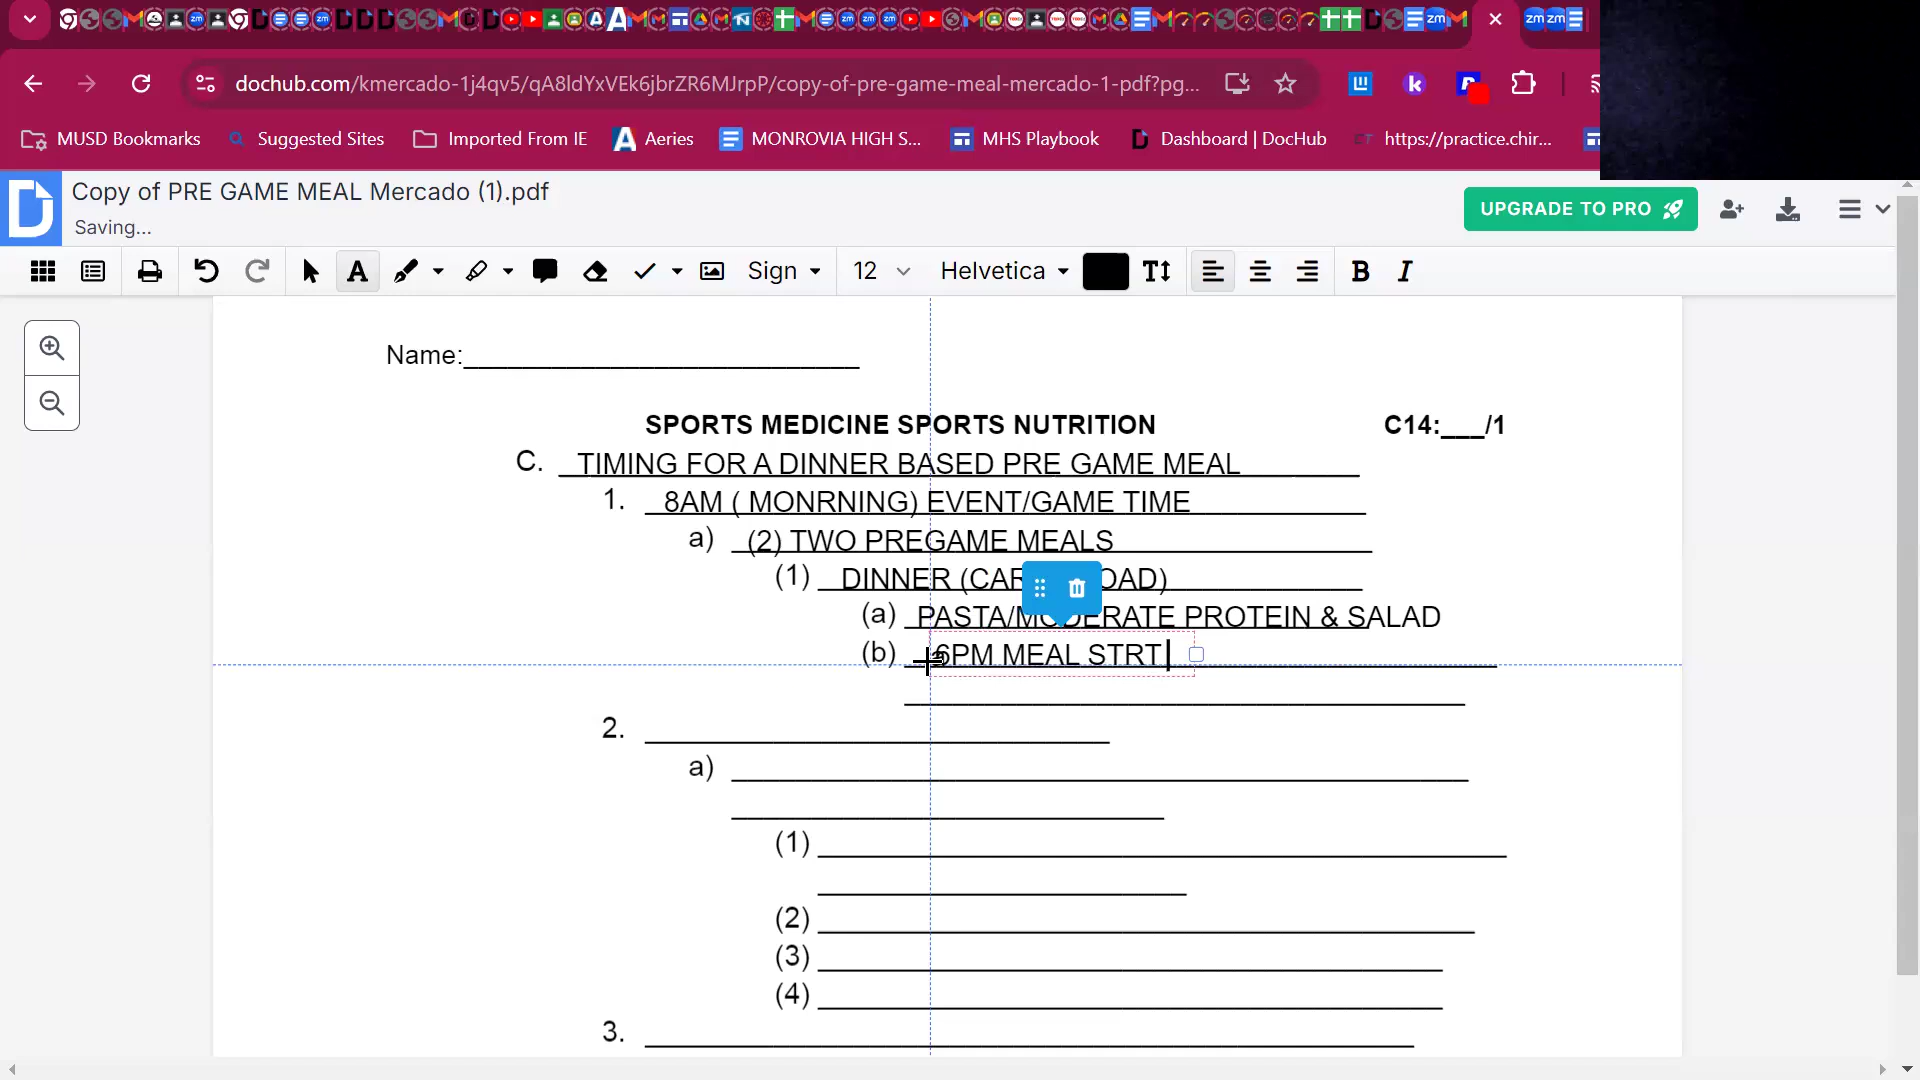 dochub.com/kmercado-1j4qv5/qA8ldYxVEk6jbrZR6MJrpP/copy-of-pre-game-meal-mercado-1-pdf?pg...
MUSD Bookmarks Suggested Sites Imported From IE Aeries MONROVIA HIGH S... MHS Playbook Dashboard | DocHub https://practice.chir...
Copy of PRE GAME MEAL Mercado (1).pdf
Saving...
UPGRADE TO PRO
Sign 12 Helvetica B I
Name:___________________________
SPORTS MEDICINE SPORTS NUTRITION C14:___/1
C. TIMING FOR A DINNER BASED PRE GAME MEAL
1. 8AM ( MONRNING) EVENT/GAME TIME
a) (2) TWO PREGAME MEALS
(1) DINNER (CAR OAD)
(a) PASTA/MODERATE PROTEIN & SALAD
(b) 6PM MEAL STRT
2.
a)
(1)
(2)
(3)
(4)
3.